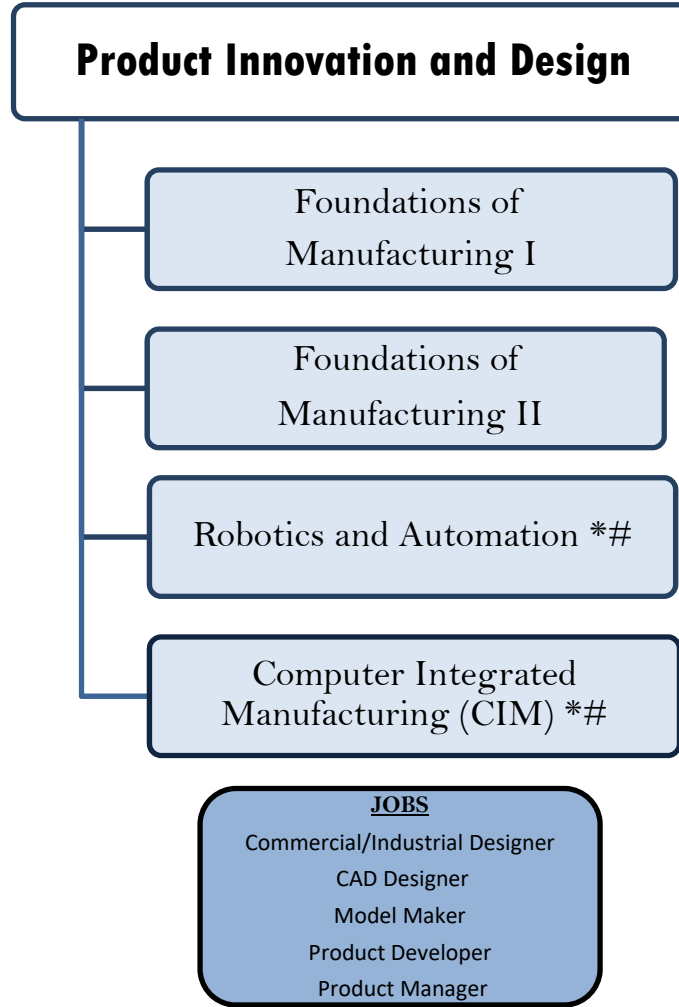 Product Innovation and Design
Foundations of
Manufacturing I
Foundations of
Manufacturing II
Robotics and Automation *#
Computer Integrated
Manufacturing (CIM) *#
JOBS
Commercial/Industrial Designer
CAD Designer
Model Maker
Product Developer
Product Manager